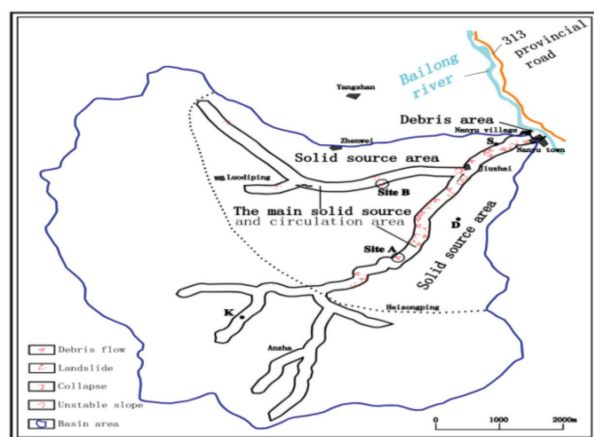 313
provincial
road
Bailong
river
Yangshan
Debris area
Nanyu village
S
Nanyu town
Zhenwei
Solid source area
Jiuzhai
Luodiping
Site B
The main solid source
and circulation area
D
Solid source area
Site A
Haisongping
K
Anzha
Debris flow
Landslide
Collapse
Unstable slope
Basin area
0 1000 2000m